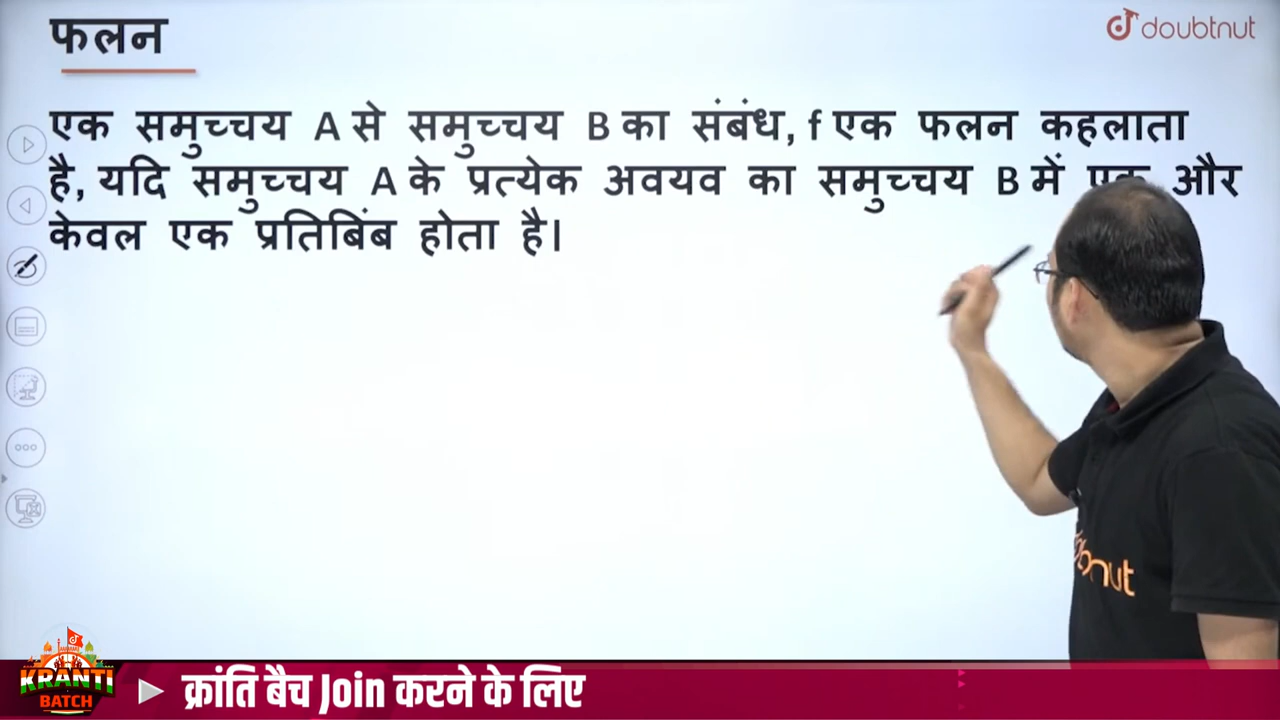 फलन
doubtnut
एक समुच्चय A से समुच्चय B का संबंध, f एक फलन कहलाता
है, यदि समुच्चय A के प्रत्येक अवयव का समुच्चय B में एक और
केवल एक प्रतिबिंब होता है।
KRANTI
BATCH
क्रांति बैच Join करने के लिए